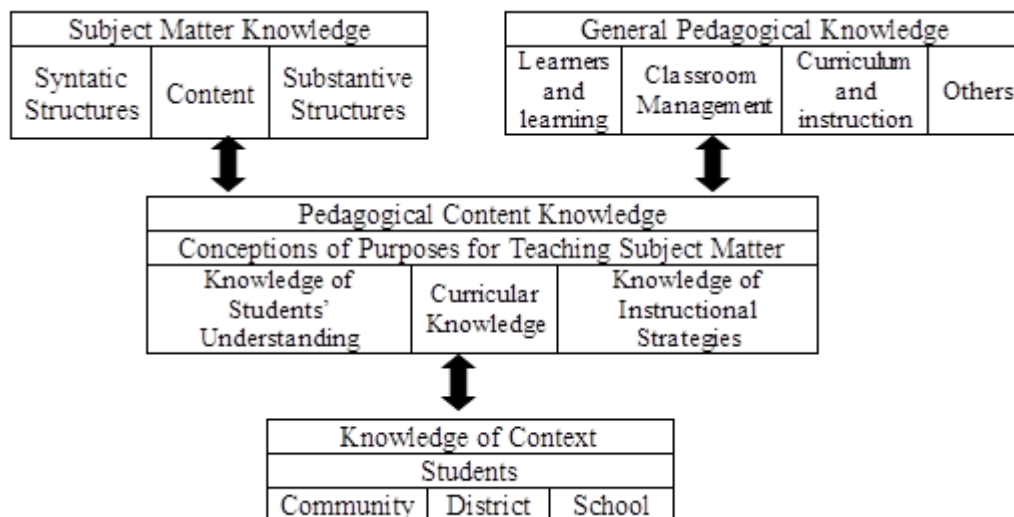 Subject Matter Knowledge
Syntatic
Structures
Content
Substantive
Structures
General Pedagogical Knowledge
Learners
and
learning
Classroom
Management
Curriculum
and
instruction
Others
Pedagogical Content Knowledge
Conceptions of Purposes for Teaching Subject Matter
Knowledge of
Students’
Understanding
Curricular
Knowledge
Knowledge of
Instructional
Strategies
Knowledge of Context
Students
Community
District
School